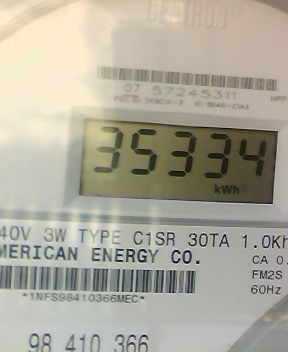 CENTRON®
07 57245311
35334
kWh
40V 3W TYPE C1SR 30TA 1.0Kh
MERICAN ENERGY CO.
CA 0.
FM2S
60Hz
*1NFS98410366MEC*
98 410 366